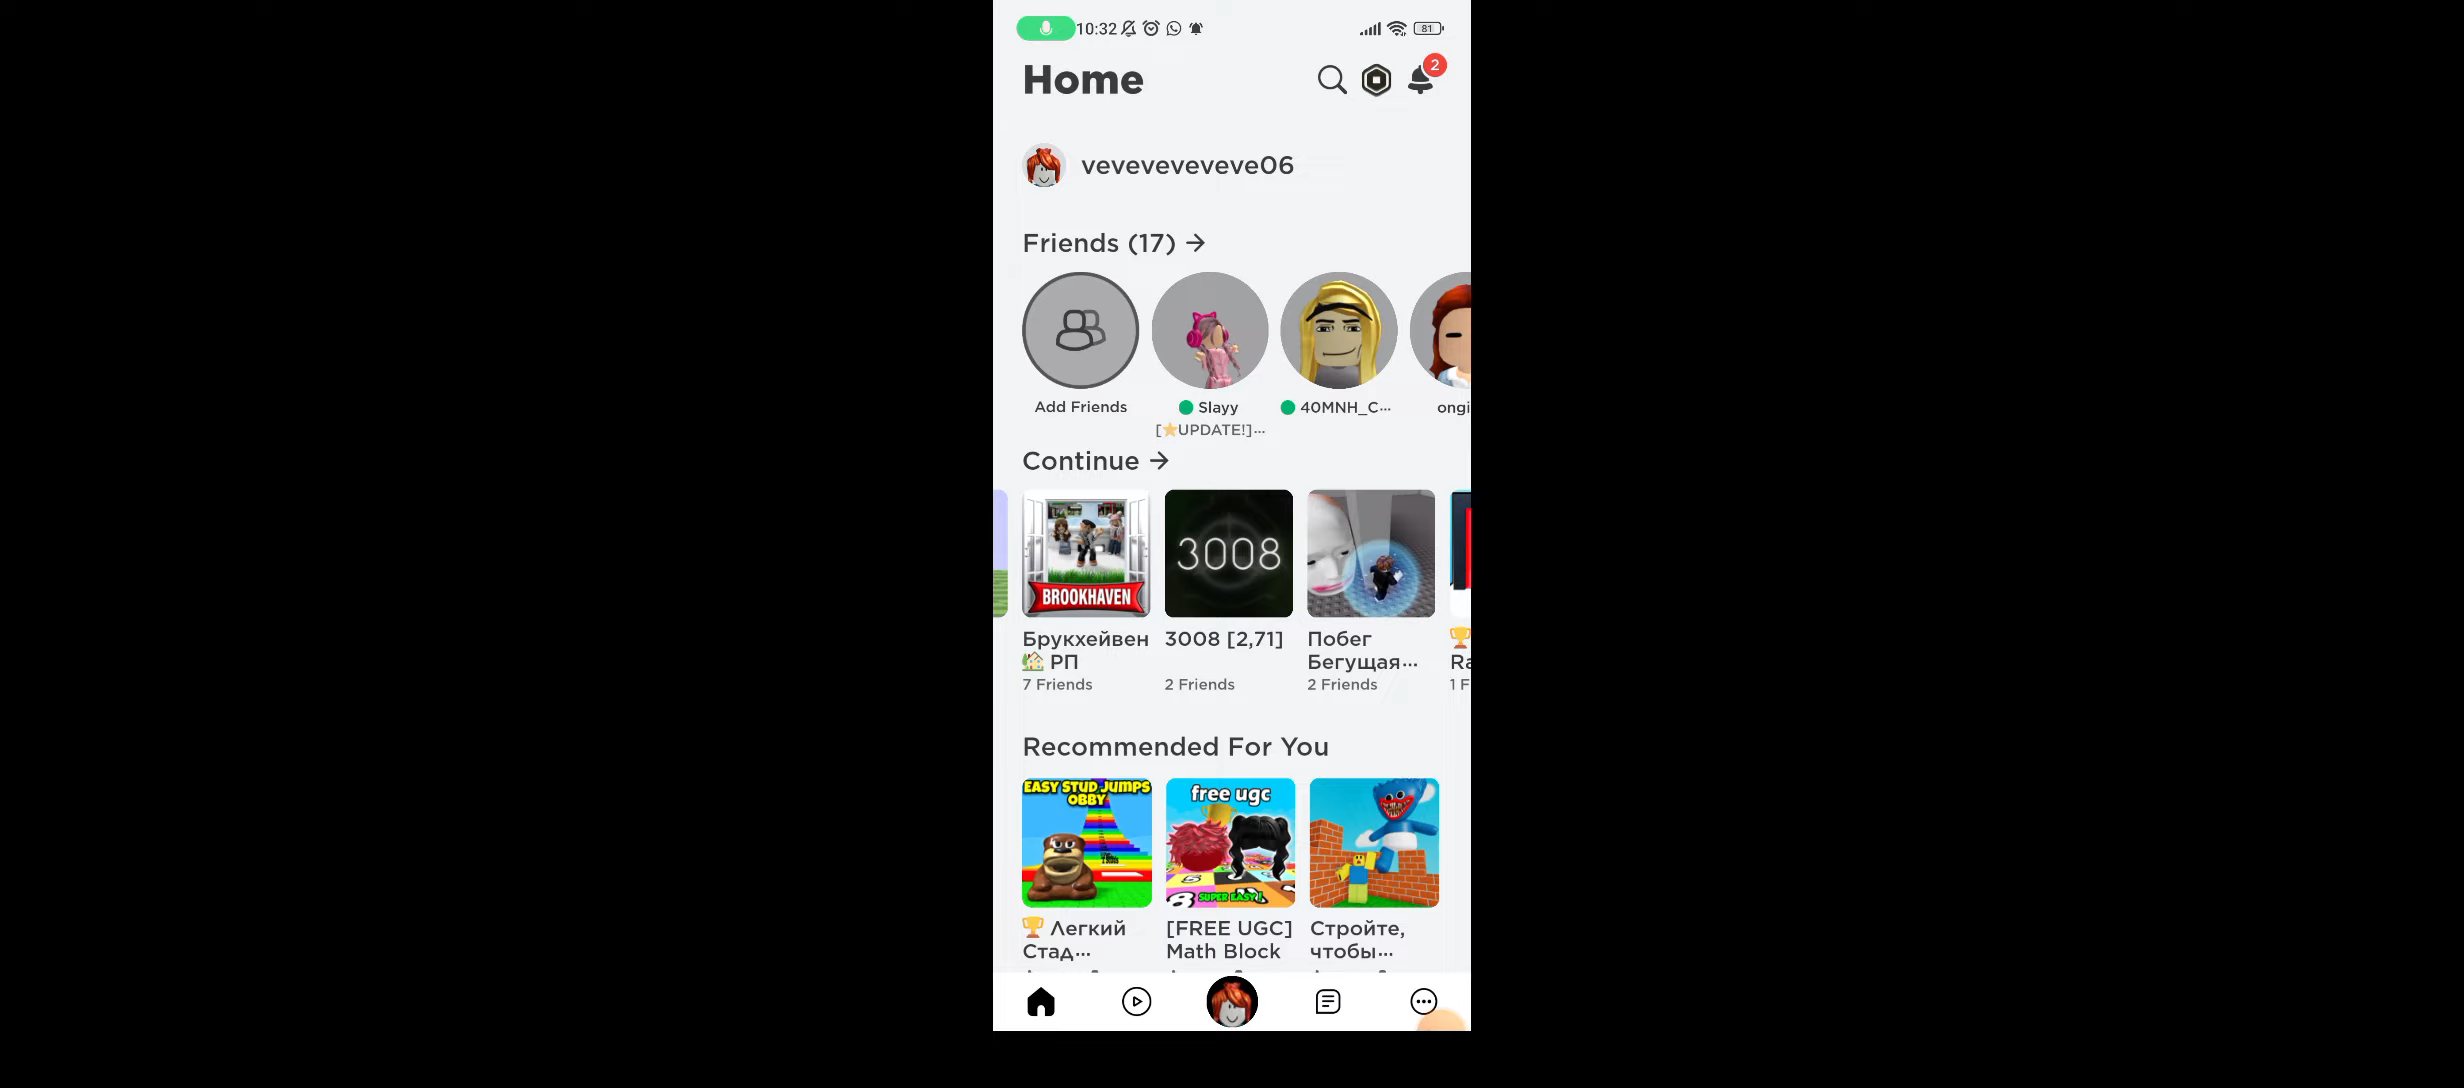 10:32
81
Home
2
veveveveveve06
Friends (17) →
Add Friends
Slayy
40MNH_C...
ongi
[⭐UPDATE!]...
Continue →
3008
BROOKHAVEN
Брукхейвен
🏡 РП
7 Friends
3008 [2,71]
2 Friends
Побег
Бегущая...
2 Friends
🏆
Ra
1 F
Recommended For You
EASY STUD JUMPS
OBBY
free ugc
8
SUPER EASY!
🏆 Легкий
Стад...
[FREE UGC]
Math Block
Стройте,
чтобы...